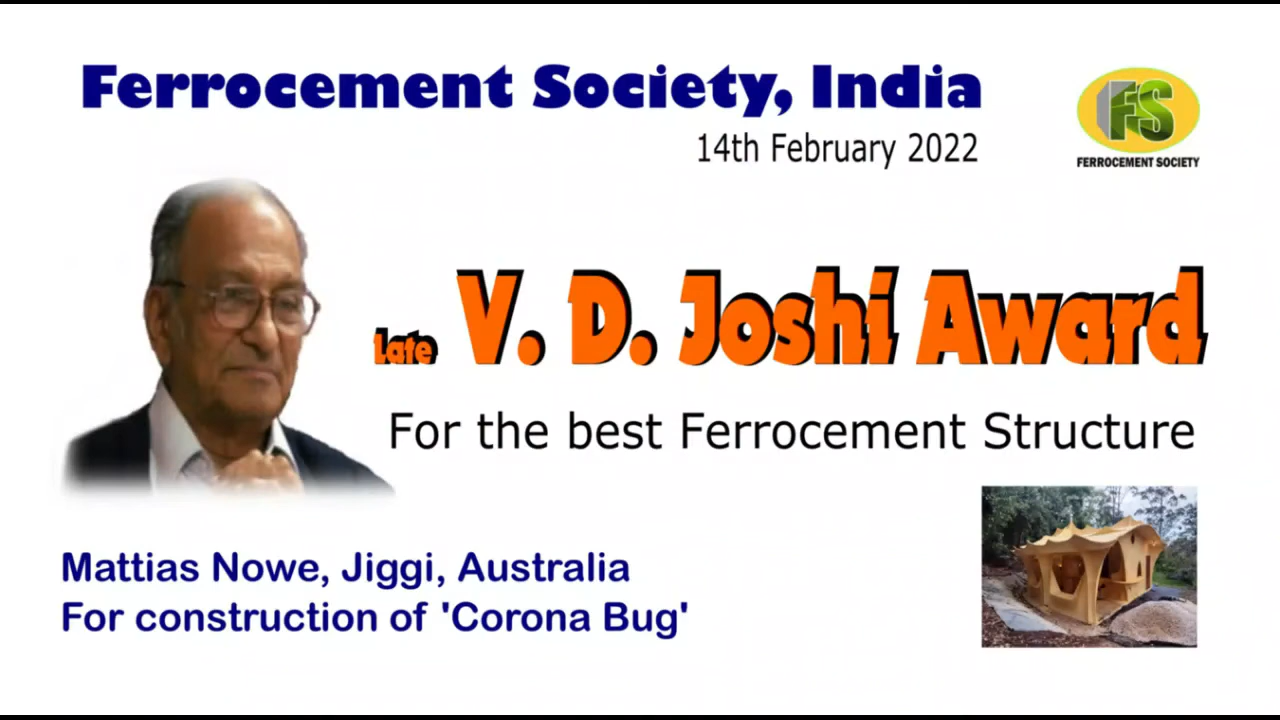 Ferrocement Society, India
14th February 2022
FS
FERROCEMENT SOCIETY
Late V. D. Joshi Award
For the best Ferrocement Structure
Mattias Nowe, Jiggi, Australia
For construction of 'Corona Bug'